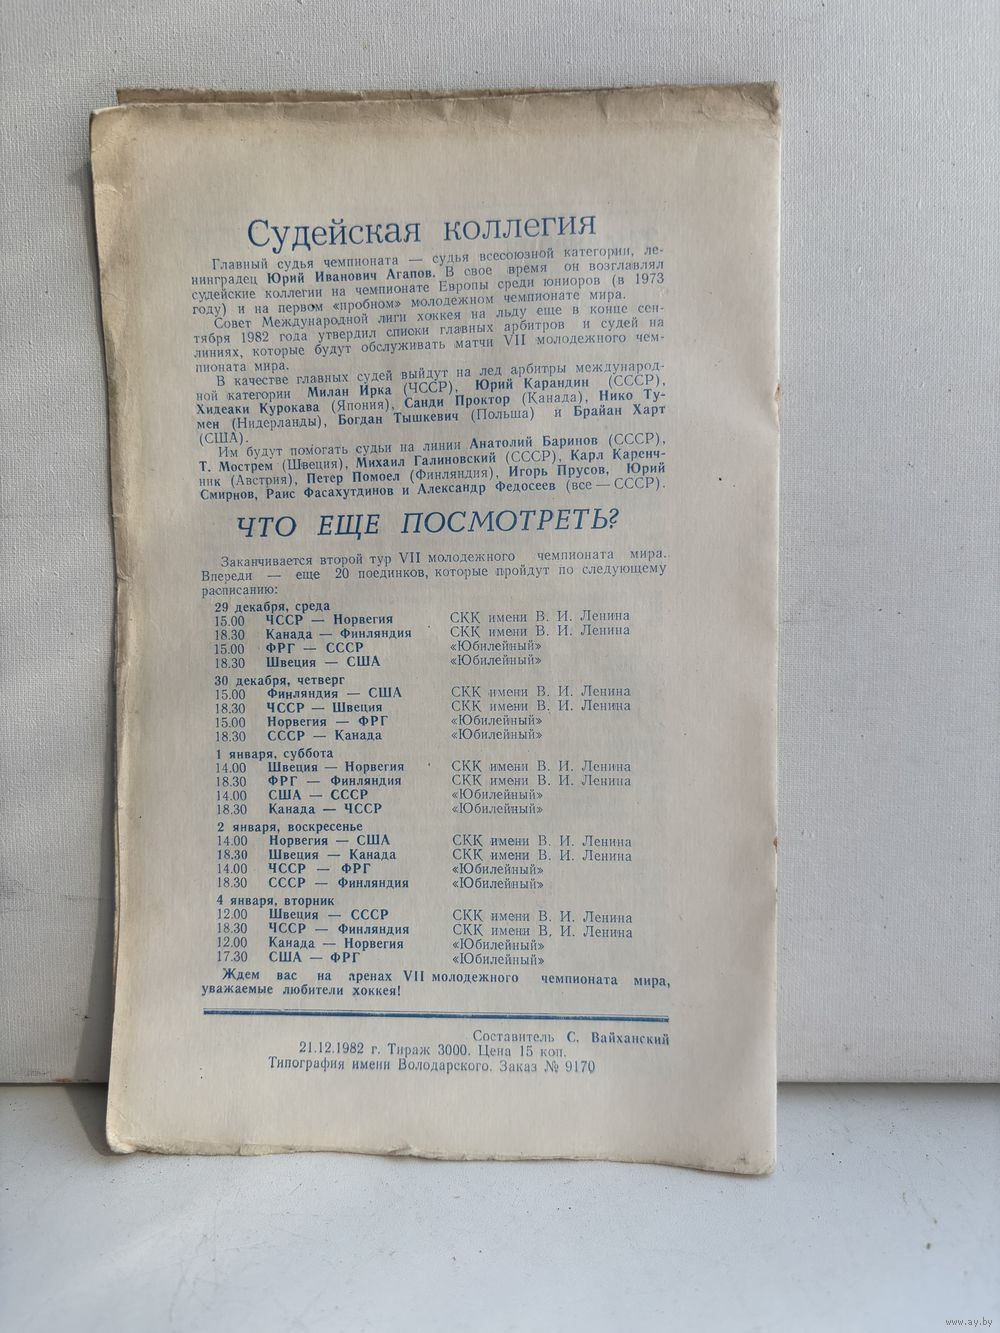 Судейская коллегия
Главный судья чемпионата — судья всесоюзной категории, ле-
нинградец Юрий Иванович Агапов. В свое время он возглавлял
судейские коллегии на чемпионате Европы среди юниоров (в 1973
году) и на первом «пробном» молодежном чемпионате мира.
Совет Международной лиги хоккея на льду еще в конце сен-
тября 1982 года утвердил списки главных арбитров и судей на
линиях, которые будут обслуживать матчи VII молодежного чем-
пионата мира.
В качестве главных судей выйдут на лед арбитры международ-
ной категории Милан Ирка (ЧССР), Юрий Карандин (СССР),
Хидеаки Курокава (Япония), Санди Проктор (Канада), Нико Ту-
мен (Нидерланды), Богдан Тышкевич (Польша) и Брайан Харт
(США).
Им будут помогать судьи на линии Анатолий Баринов (СССР),
Т. Мострем (Швеция), Михаил Галиновский (СССР), Карл Каренч-
ник (Австрия), Петер Помоел (Финляндия), Игорь Прусов, Юрий
Смирнов, Раис Фасахутдинов и Александр Федосеев (все — СССР).
ЧТО ЕЩЕ ПОСМОТРЕТЬ?
Заканчивается второй тур VII молодежного чемпионата мира.
Впереди — еще 20 поединков, которые пройдут по следующему
расписанию:
29 декабря, среда
15.00 ЧССР — Норвегия СКК имени В. И. Ленина
18.30 Канада — Финляндия СКК имени В. И. Ленина
15.00 ФРГ — СССР «Юбилейный»
18.30 Швеция — США «Юбилейный»
30 декабря, четверг
15.00 Финляндия — США СКК имени В. И. Ленина
18.30 ЧССР — Швеция СКК имени В. И. Ленина
15.00 Норвегия — ФРГ «Юбилейный»
18.30 СССР — Канада «Юбилейный»
1 января, суббота
14.00 Швеция — Норвегия СКК имени В. И. Ленина
18.30 ФРГ — Финляндия СКК имени В. И. Ленина
14.00 США — СССР «Юбилейный»
18.30 Канада — ЧССР «Юбилейный»
2 января, воскресенье
14.00 Норвегия — США СКК имени В. И. Ленина
18.30 Швеция — Канада СКК имени В. И. Ленина
14.00 ЧССР — ФРГ «Юбилейный»
18.30 СССР — Финляндия «Юбилейный»
4 января, вторник
12.00 Швеция — СССР СКК имени В. И. Ленина
18.30 ЧССР — Финляндия СКК имени В. И. Ленина
12.00 Канада — Норвегия «Юбилейный»
17.30 США — ФРГ «Юбилейный»
Ждем вас на аренах VII молодежного чемпионата мира,
уважаемые любители хоккея!
Составитель С. Вайханский
21.12.1982 г. Тираж 3000. Цена 15 коп.
Типография имени Володарского. Заказ № 9170
www.ay.by